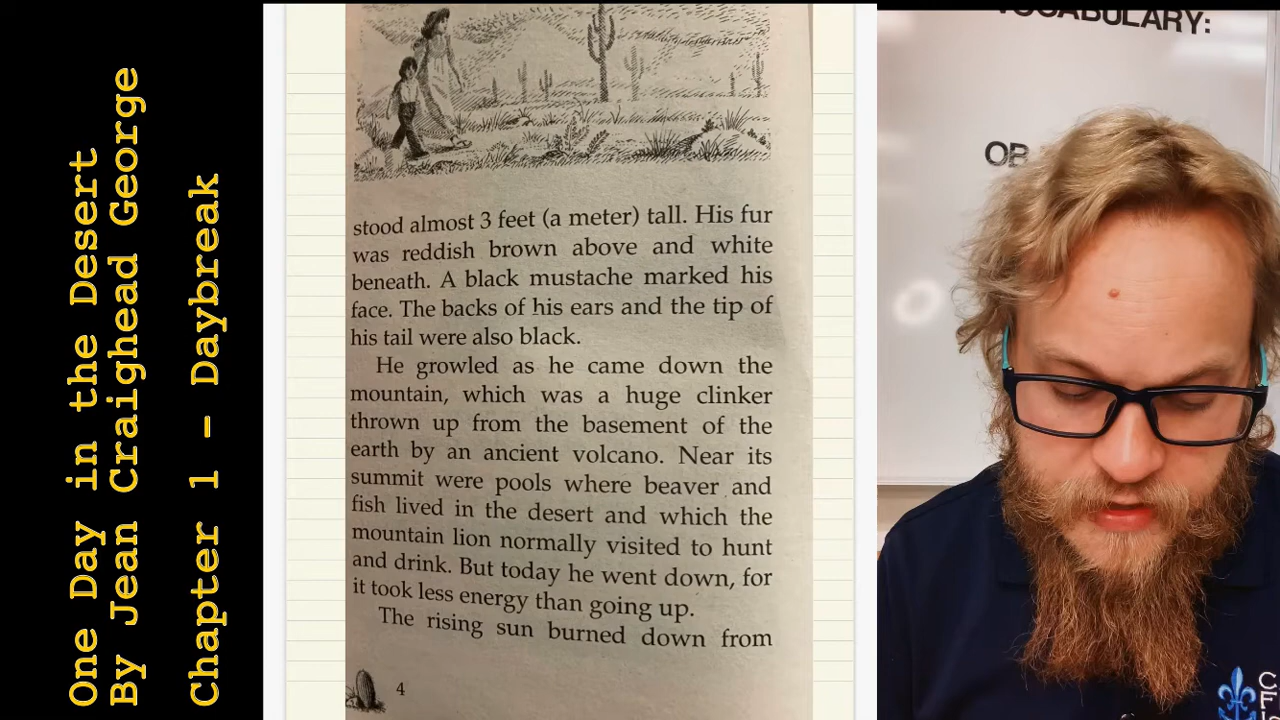 One Day in the Desert
By Jean Craighead George
Chapter 1 - Daybreak
stood almost 3 feet (a meter) tall. His fur
was reddish brown above and white
beneath. A black mustache marked his
face. The backs of his ears and the tip of
his tail were also black.
He growled as he came down the
mountain, which was a huge clinker
thrown up from the basement of the
earth by an ancient volcano. Near its
summit were pools where beaver and
fish lived in the desert and which the
mountain lion normally visited to hunt
and drink. But today he went down, for
it took less energy than going up.
The rising sun burned down from
4
VOCABULARY:
OB